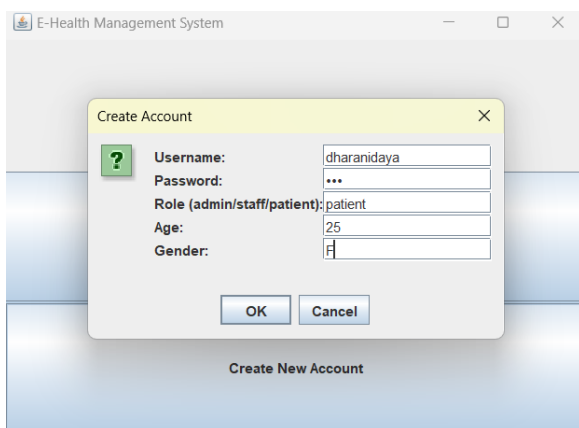 E-Health Management System
Create Account
?
Username: dharanidaya
Password: •••
Role (admin/staff/patient): patient
Age: 25
Gender: F
OK Cancel
Create New Account